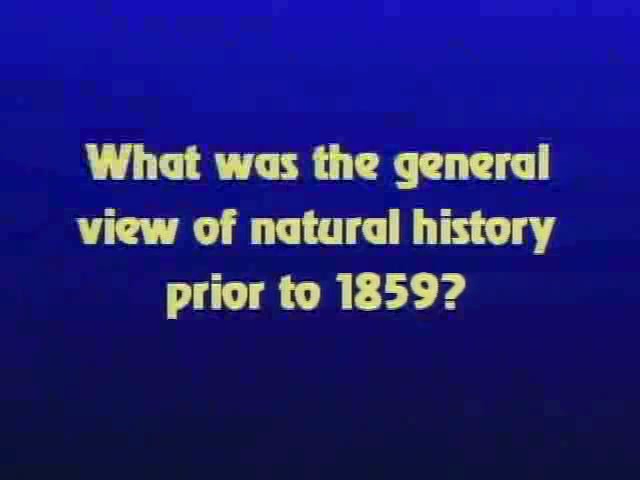 What was the general
view of natural history
prior to 1859?